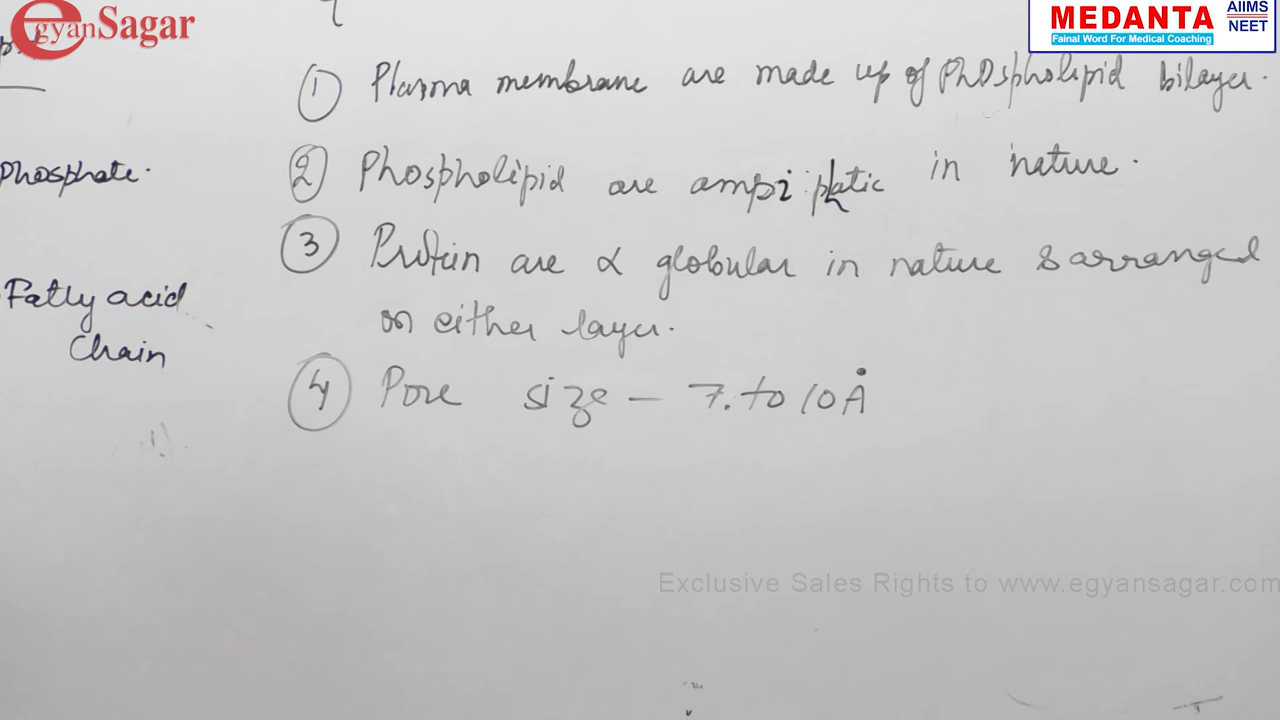 egyanSagar
MEDANTA
Fainal Word For Medical Coaching
AIIMS
NEET
① Plasma membrane are made up of Phospholipid bilayer.
Phosphate.
② Phospholipid are ampiphatic in nature.
③ Protein are α globular in nature & arranged
on either layer.
Fatty acid
Chain
④ Pore size – 7. to 10 Å
Exclusive Sales Rights to www.egyansagar.com